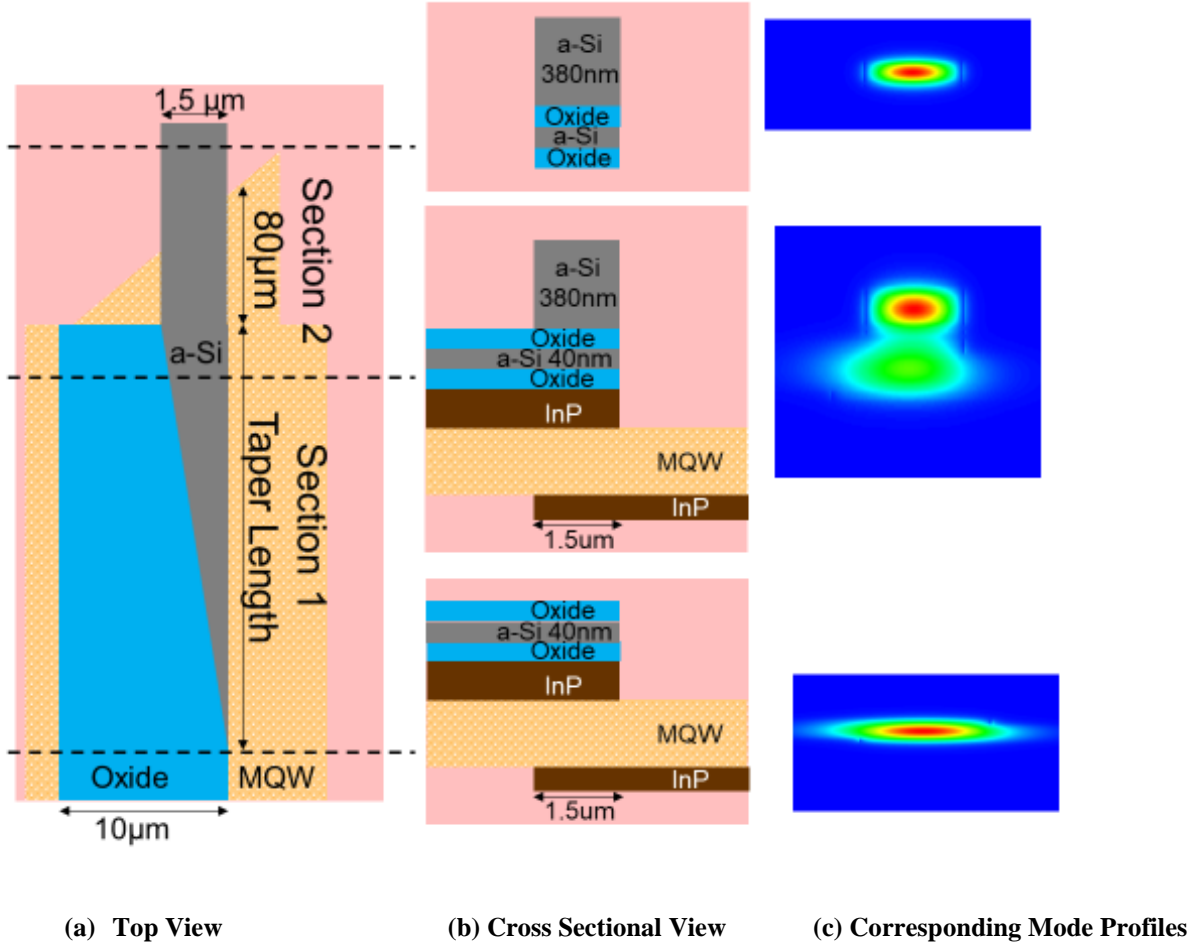 1.5 µm
Section 2
80µm
a-Si
Section 1
Taper Length
Oxide
MQW
10µm
a-Si
380nm
Oxide
a-Si
Oxide
a-Si
380nm
Oxide
a-Si 40nm
Oxide
InP
MQW
InP
1.5um
Oxide
a-Si 40nm
Oxide
InP
MQW
InP
1.5um
(a) Top View
(b) Cross Sectional View
(c) Corresponding Mode Profiles